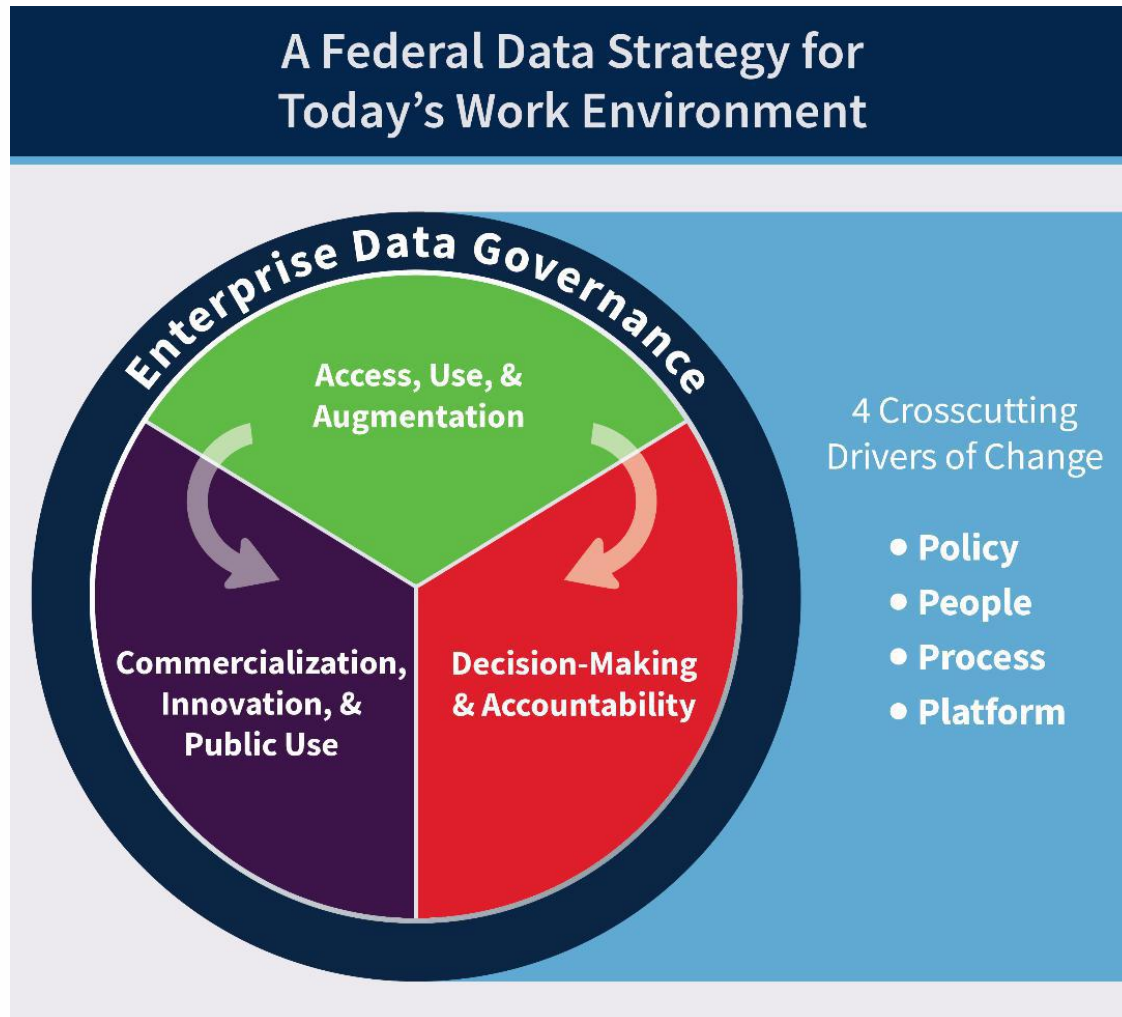 A Federal Data Strategy for
Today’s Work Environment
Enterprise Data Governance
Access, Use, &
Augmentation
Commercialization,
Innovation, &
Public Use
Decision-Making
& Accountability
4 Crosscutting
Drivers of Change
• Policy
• People
• Process
• Platform